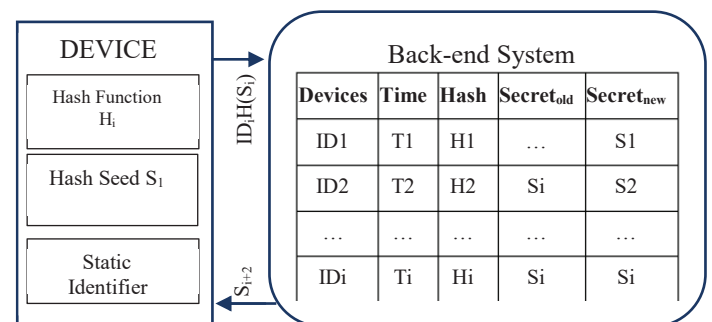 DEVICE
Hash Function
Hi
Hash Seed S1
Static
Identifier
IDiH(Si)
Si+2
Back-end System
Devices Time Hash Secretold Secretnew
ID1 T1 H1 … S1
ID2 T2 H2 Si S2
… … … … …
IDi Ti Hi Si Si